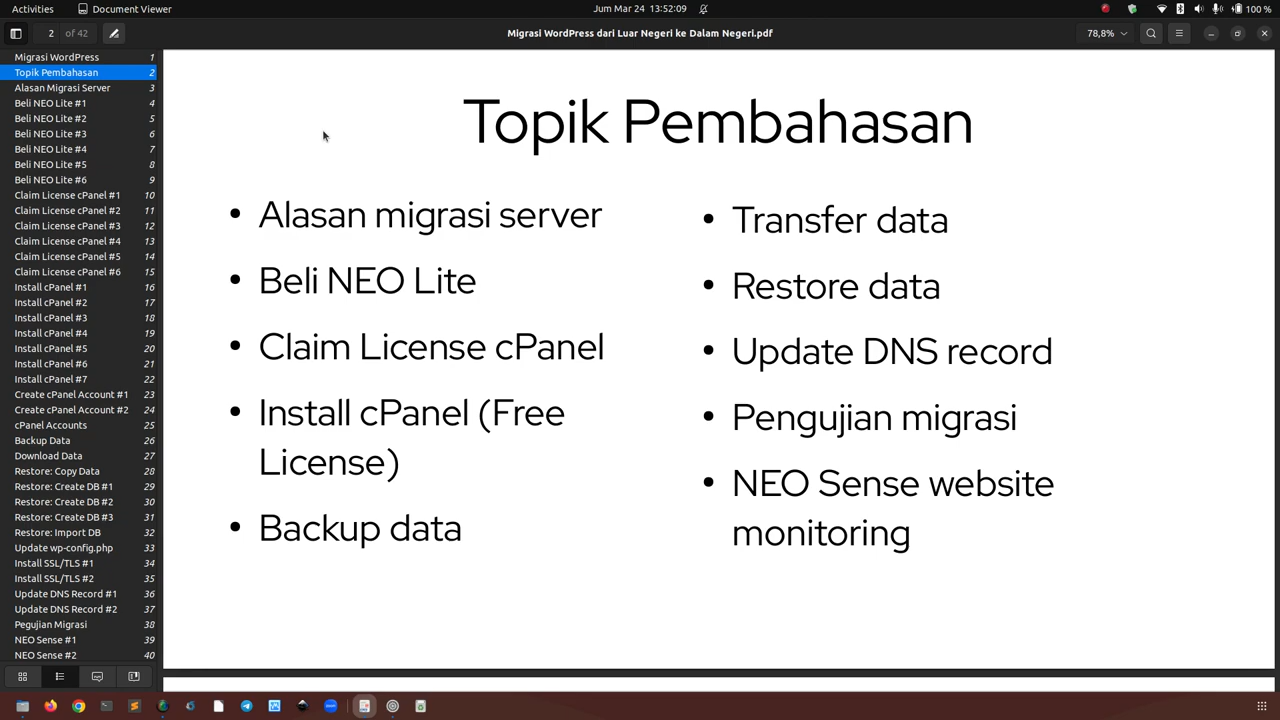 Activities
Document Viewer
Jum Mar 24 13:52:09
100 %
2 of 42
Migrasi WordPress dari Luar Negeri ke Dalam Negeri.pdf
78,8%
Migrasi WordPress 1
Topik Pembahasan 2
Alasan Migrasi Server 3
Beli NEO Lite #1 4
Beli NEO Lite #2 5
Beli NEO Lite #3 6
Beli NEO Lite #4 7
Beli NEO Lite #5 8
Beli NEO Lite #6 9
Claim License cPanel #1 10
Claim License cPanel #2 11
Claim License cPanel #3 12
Claim License cPanel #4 13
Claim License cPanel #5 14
Claim License cPanel #6 15
Install cPanel #1 16
Install cPanel #2 17
Install cPanel #3 18
Install cPanel #4 19
Install cPanel #5 20
Install cPanel #6 21
Install cPanel #7 22
Create cPanel Account #1 23
Create cPanel Account #2 24
cPanel Accounts 25
Backup Data 26
Download Data 27
Restore: Copy Data 28
Restore: Create DB #1 29
Restore: Create DB #2 30
Restore: Create DB #3 31
Restore: Import DB 32
Update wp-config.php 33
Install SSL/TLS #1 34
Install SSL/TLS #2 35
Update DNS Record #1 36
Update DNS Record #2 37
Pegujian Migrasi 38
NEO Sense #1 39
NEO Sense #2 40
Topik Pembahasan
• Alasan migrasi server
• Beli NEO Lite
• Claim License cPanel
• Install cPanel (Free
License)
• Backup data
• Transfer data
• Restore data
• Update DNS record
• Pengujian migrasi
• NEO Sense website
monitoring